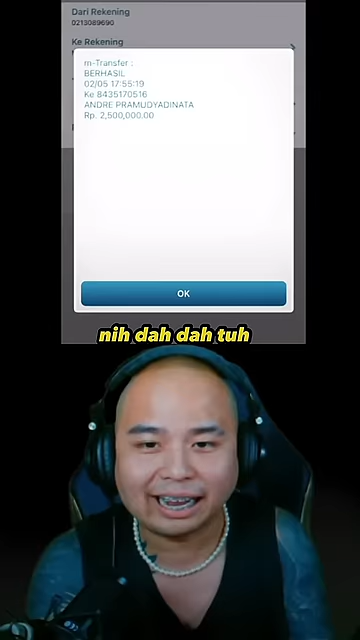 Dari Rekening
0213089690
Ke Rekening
m-Transfer :
BERHASIL
02/05 17:55:19
Ke 8435170516
ANDRE PRAMUDYADINATA
Rp. 2,500,000.00
OK
nih dah dah tuh